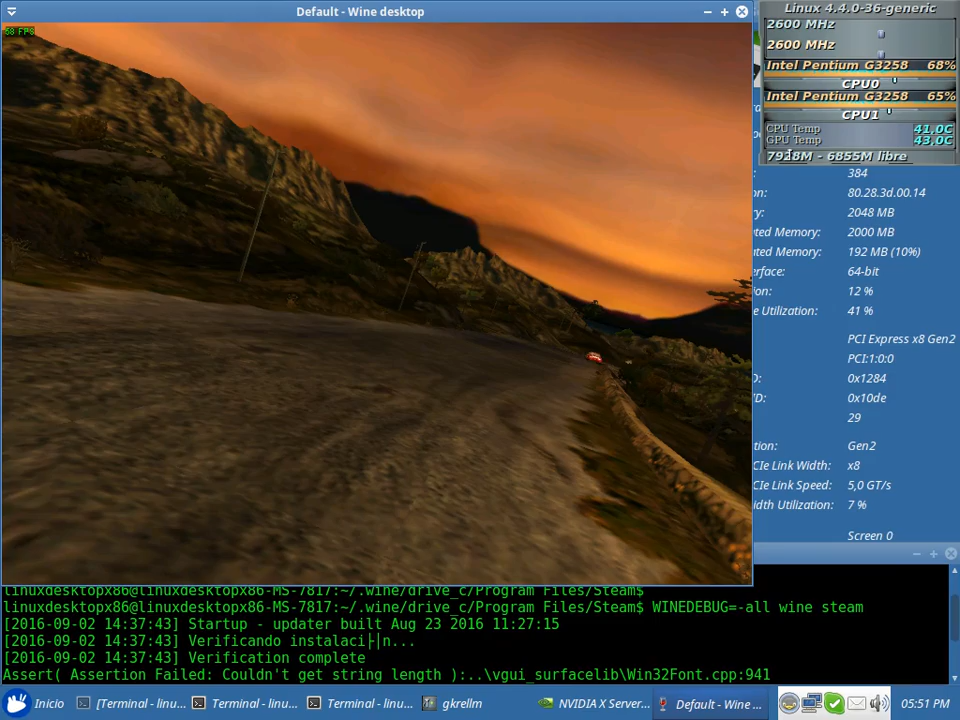 Default - Wine desktop
58 FPS
Linux 4.4.0-36-generic
2600 MHz
2600 MHz
Intel Pentium G3258 68%
CPU0
Intel Pentium G3258 65%
CPU1
CPU Temp 41.0C
GPU Temp 43.0C
7928M - 6855M libre
384
80.28.3d.00.14
2048 MB
ted Memory: 2000 MB
ted Memory: 192 MB (10%)
erface: 64-bit
ion: 12 %
e Utilization: 41 %
PCI Express x8 Gen2
PCI:1:0:0
D: 0x1284
/D: 0x10de
29
tion: Gen2
CIe Link Width: x8
CIe Link Speed: 5,0 GT/s
idth Utilization: 7 %
Screen 0
linuxdesktopx86@linuxdesktopx86-MS-7817:~/.wine/drive_c/Program Files/Steam$
linuxdesktopx86@linuxdesktopx86-MS-7817:~/.wine/drive_c/Program Files/Steam$ WINEDEBUG=-all wine steam
[2016-09-02 14:37:43] Startup - updater built Aug 23 2016 11:27:15
[2016-09-02 14:37:43] Verificando instalaci├│n...
[2016-09-02 14:37:43] Verification complete
Assert( Assertion Failed: Couldn't get string length ):..\vgui_surfacelib\Win32Font.cpp:941
Inicio
[Terminal - linu...
Terminal - linu...
Terminal - linu...
gkrellm
NVIDIA X Server...
Default - Wine ...
05:51 PM